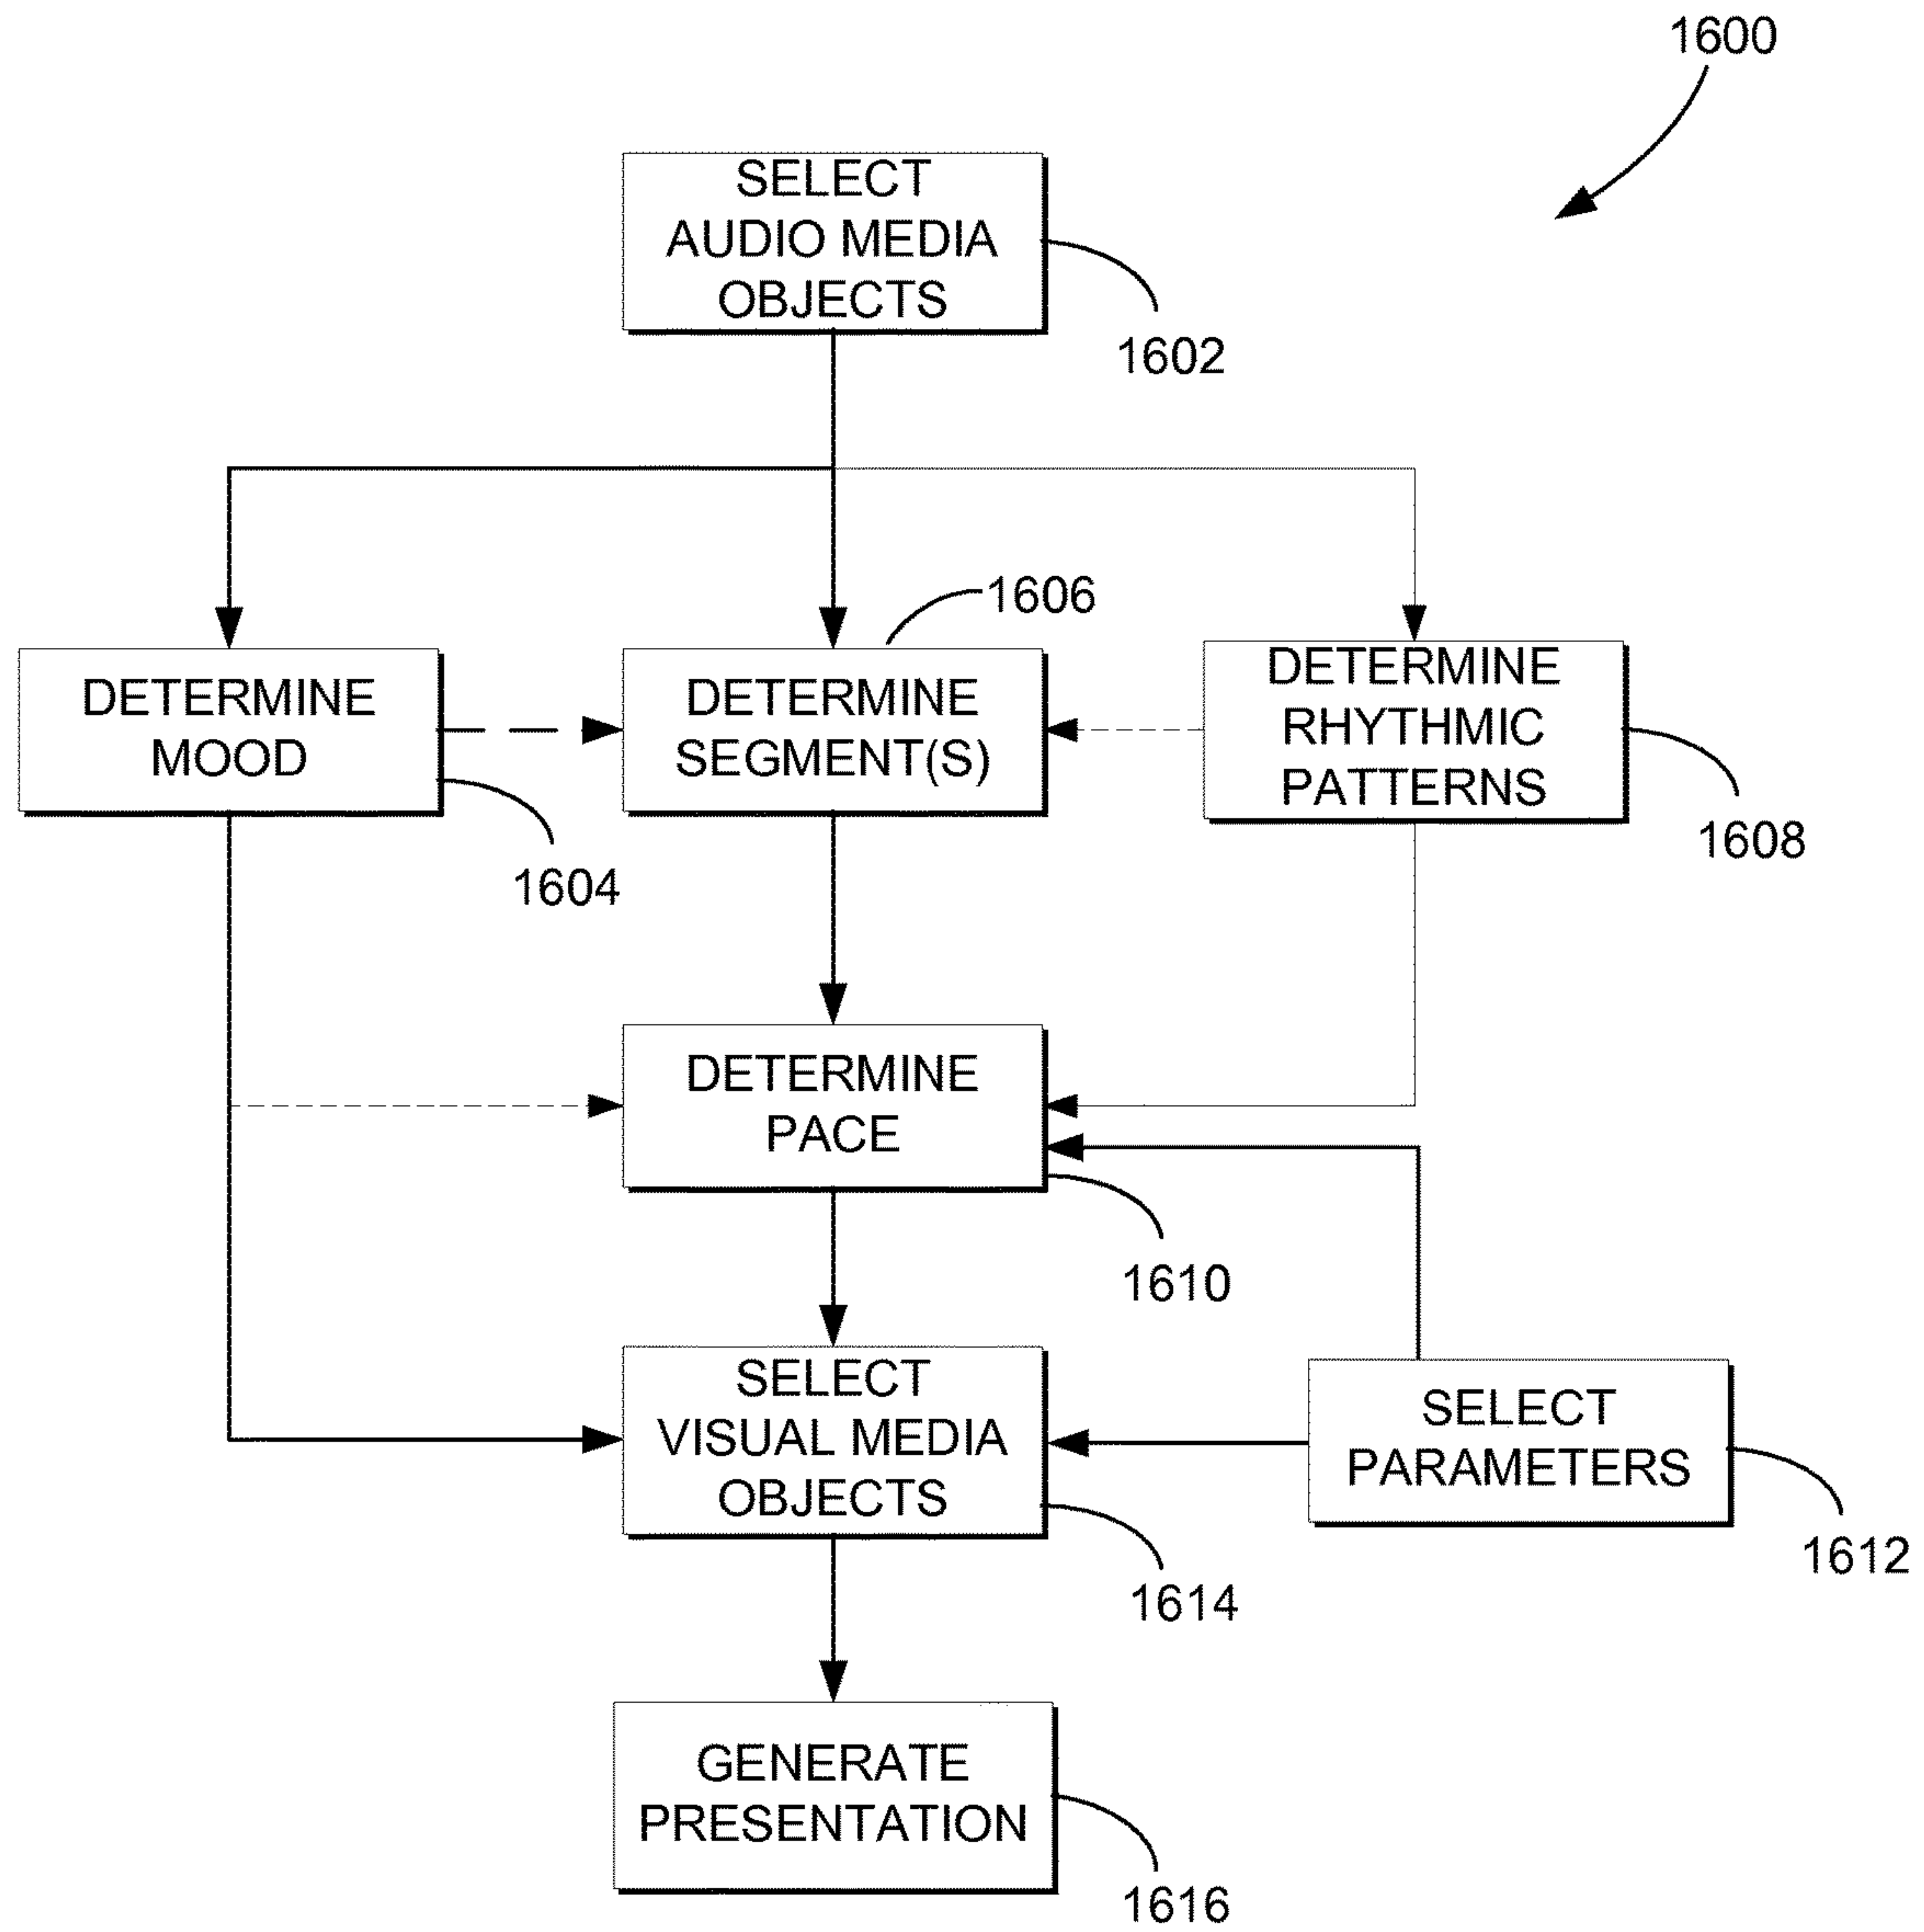 1600
SELECT
AUDIO MEDIA
OBJECTS
1602
1606
DETERMINE
MOOD
1604
DETERMINE
SEGMENT(S)
DETERMINE
RHYTHMIC
PATTERNS
1608
DETERMINE
PACE
1610
SELECT
VISUAL MEDIA
OBJECTS
1614
SELECT
PARAMETERS
1612
GENERATE
PRESENTATION
1616